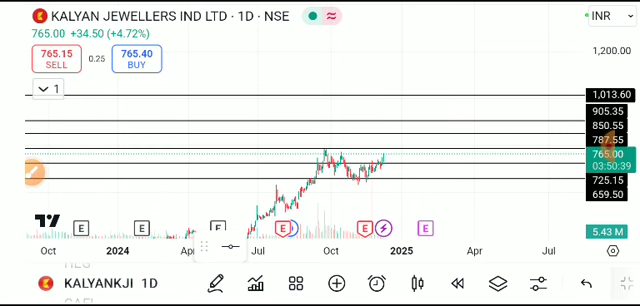 KALYAN JEWELLERS IND LTD · 1D · NSE
INR
765.00 +34.50 (+4.72%)
765.15 SELL
0.25
765.40 BUY
1
1,200.00
1,013.60
905.35
850.55
787.55
765.00
03:50:39
725.15
659.50
5.43 M
E E E E E E
Oct 2024 Apr Jul Oct 2025 Apr Jul
KALYANKJI 1D